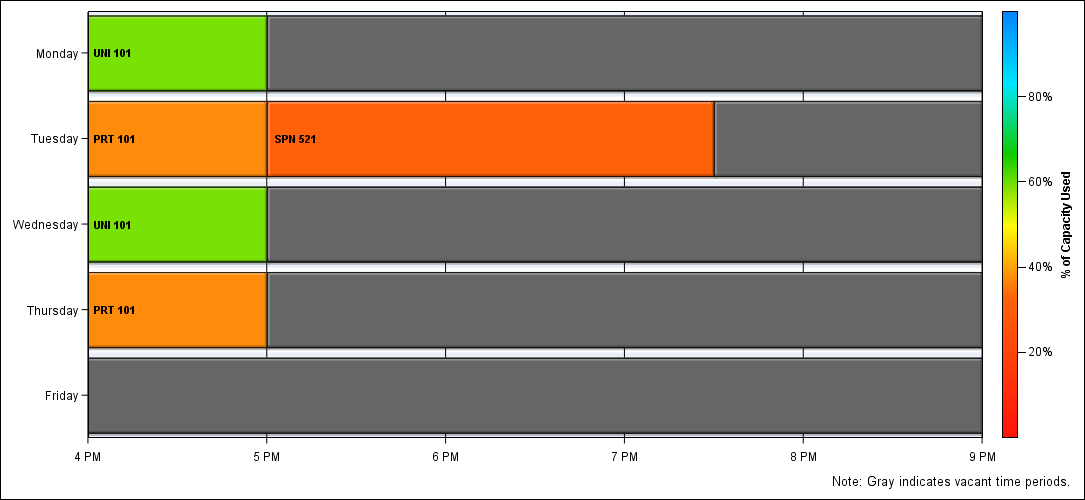 Monday
UNI 101
Tuesday
PRT 101
SPN 521
Wednesday
UNI 101
Thursday
PRT 101
Friday
4 PM
5 PM
6 PM
7 PM
8 PM
9 PM
80%
60%
40%
20%
% of Capacity Used
Note: Gray indicates vacant time periods.